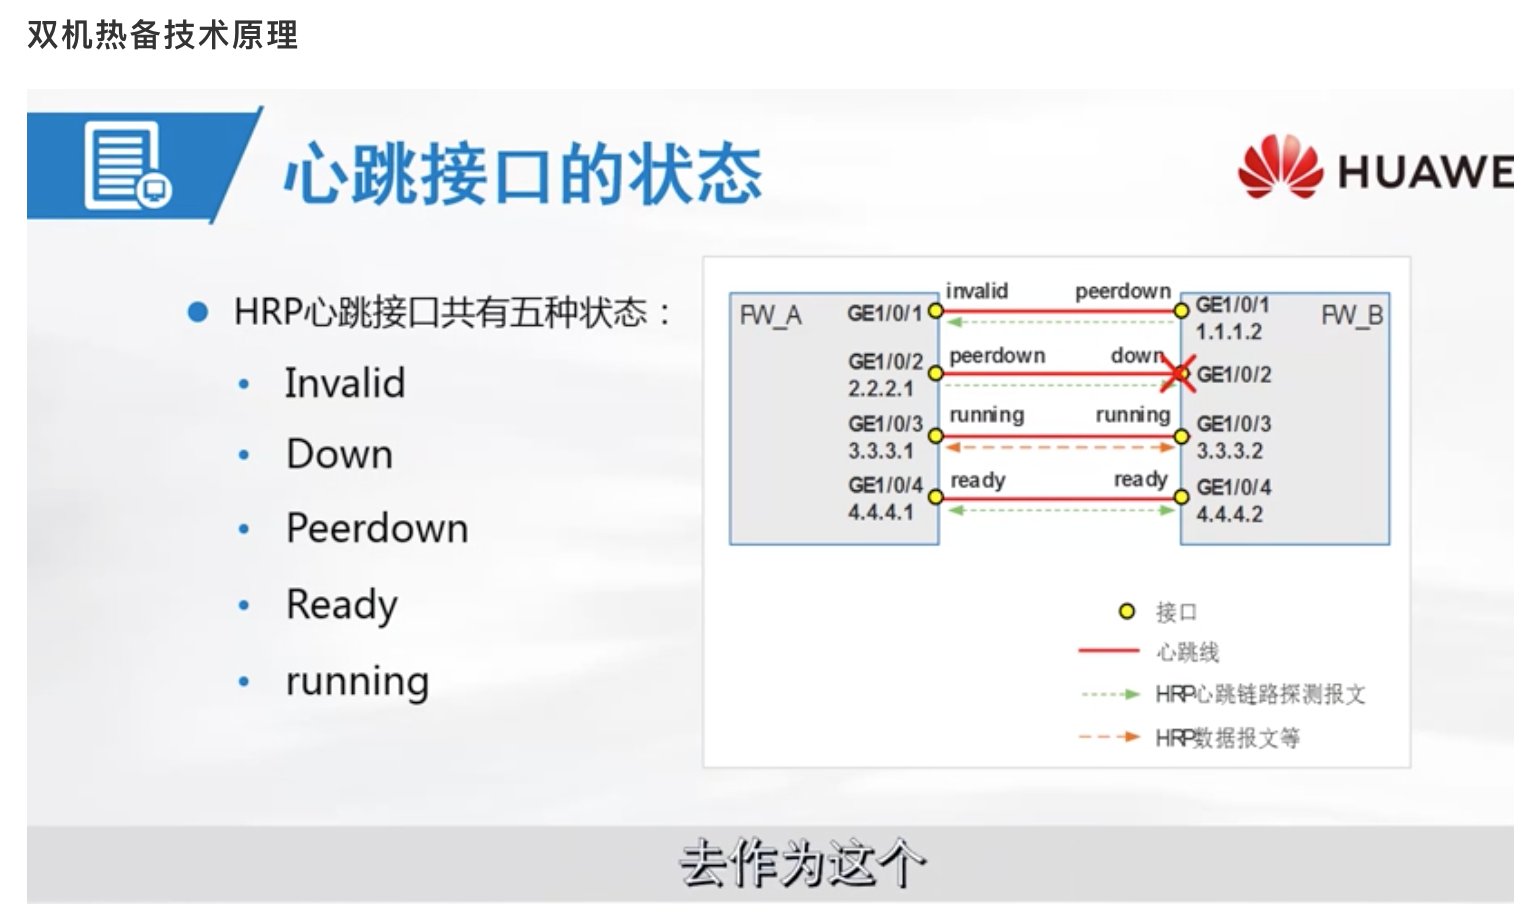 双机热备技术原理
心跳接口的状态
HUAWE
HRP心跳接口共有五种状态：
Invalid
Down
Peerdown
Ready
running
FW_A
GE1/0/1
invalid
peerdown
GE1/0/1
1.1.1.2
FW_B
GE1/0/2
2.2.2.1
peerdown
down
GE1/0/2
GE1/0/3
3.3.3.1
running
running
GE1/0/3
3.3.3.2
GE1/0/4
4.4.4.1
ready
ready
GE1/0/4
4.4.4.2
接口
心跳线
HRP心跳链路探测报文
HRP数据报文等
去作为这个